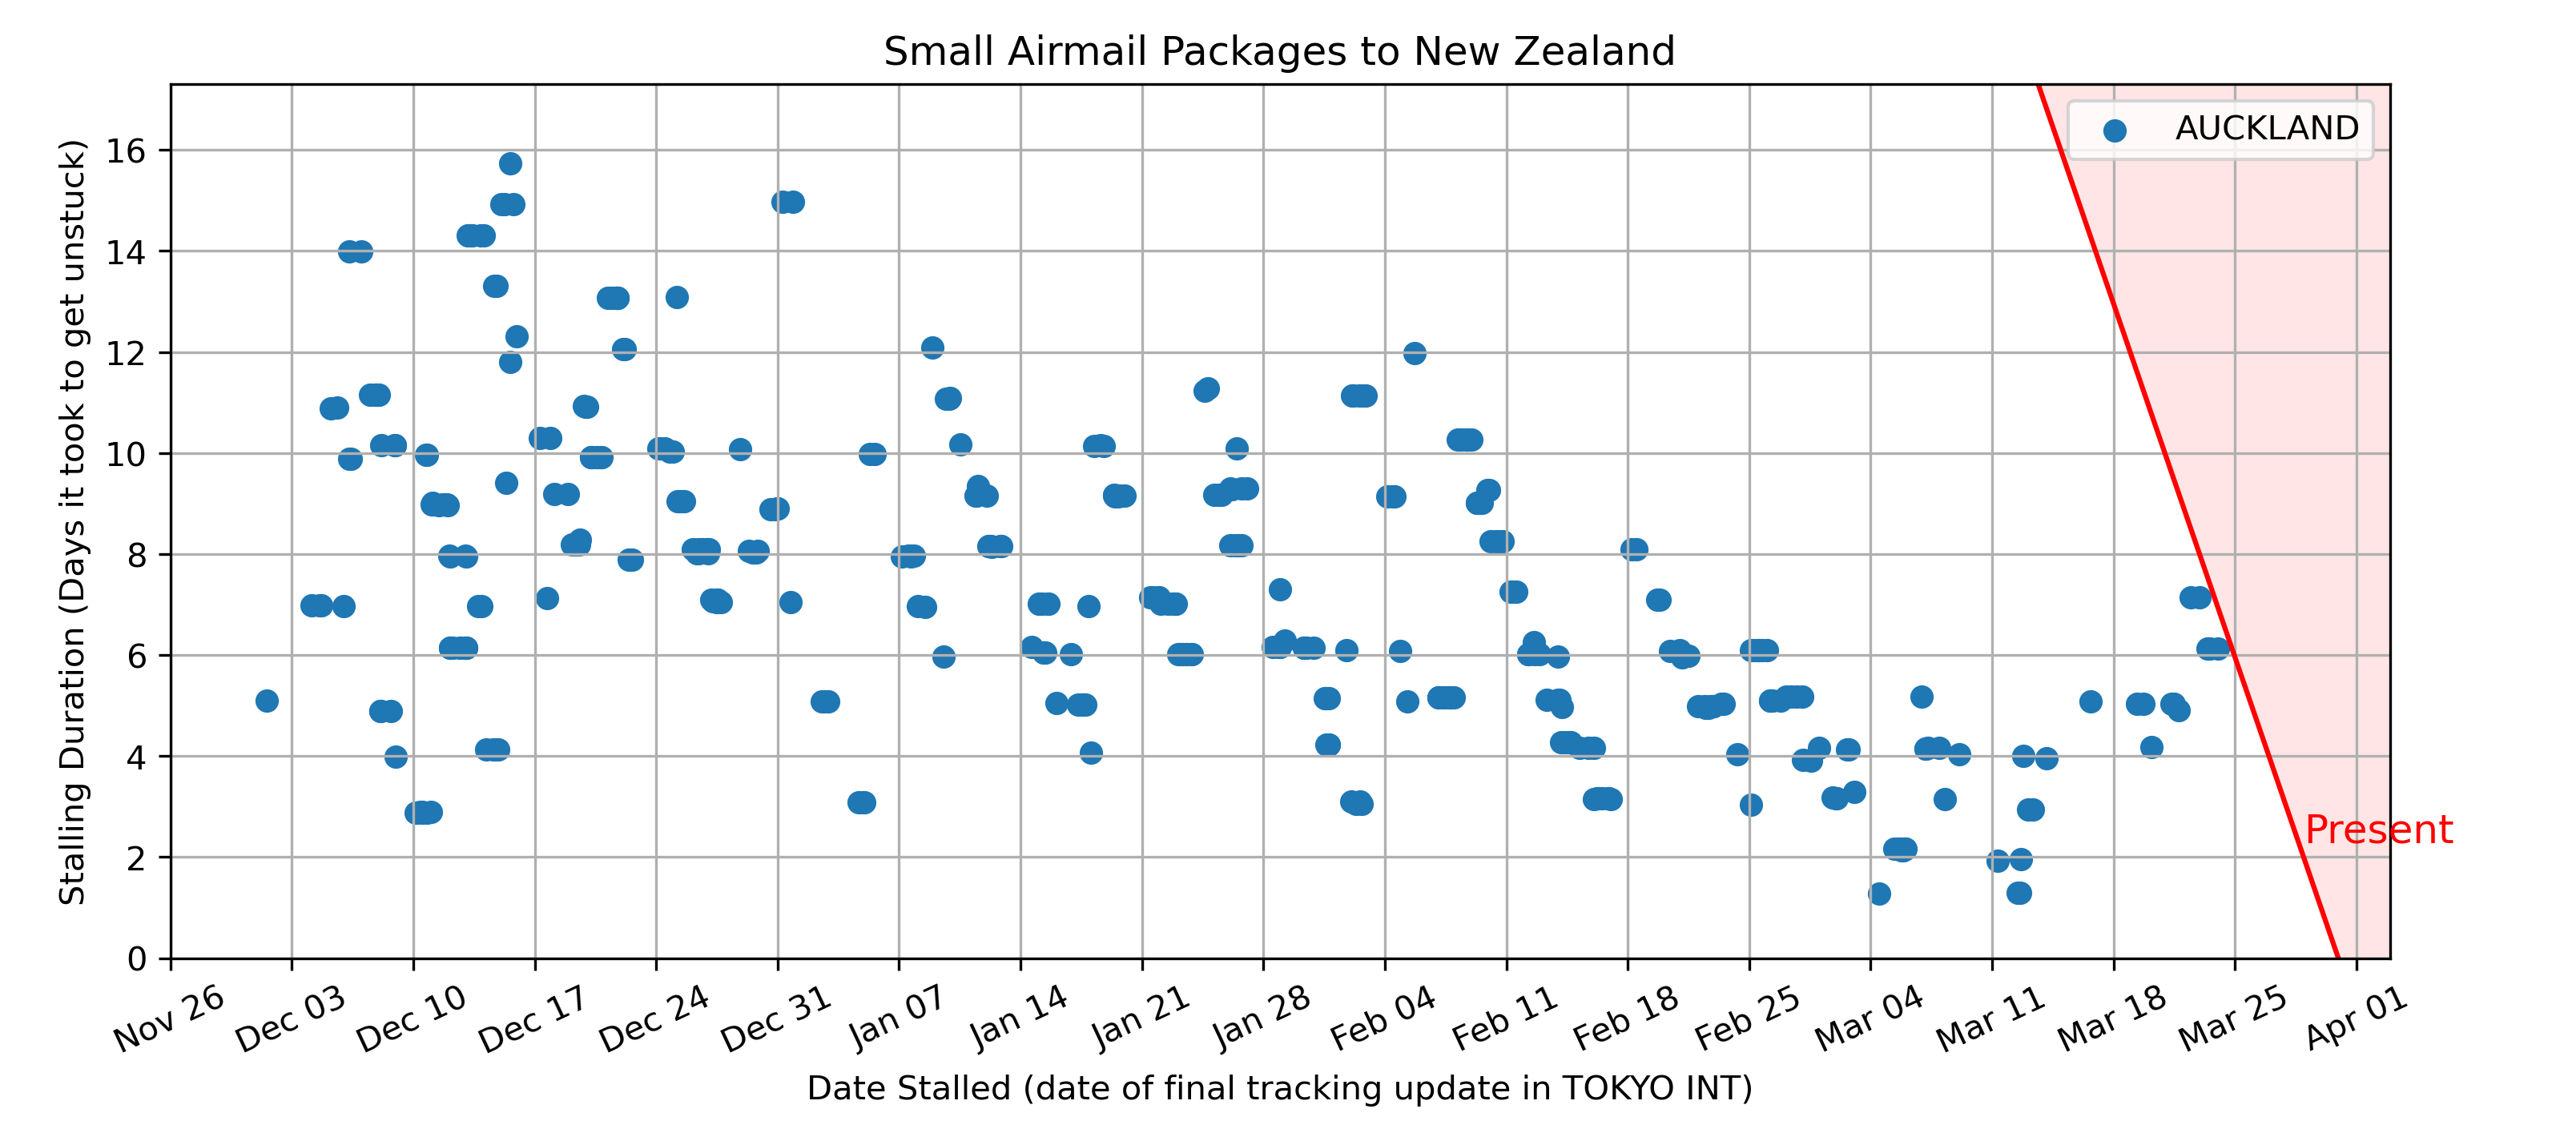 Small Airmail Packages to New Zealand
AUCKLAND
Stalling Duration (Days it took to get unstuck)
16
14
12
10
8
6
4
2
0
Present
Nov 26
Dec 03
Dec 10
Dec 17
Dec 24
Dec 31
Jan 07
Jan 14
Jan 21
Jan 28
Feb 04
Feb 11
Feb 18
Feb 25
Mar 04
Mar 11
Mar 18
Mar 25
Apr 01
Date Stalled (date of final tracking update in TOKYO INT)